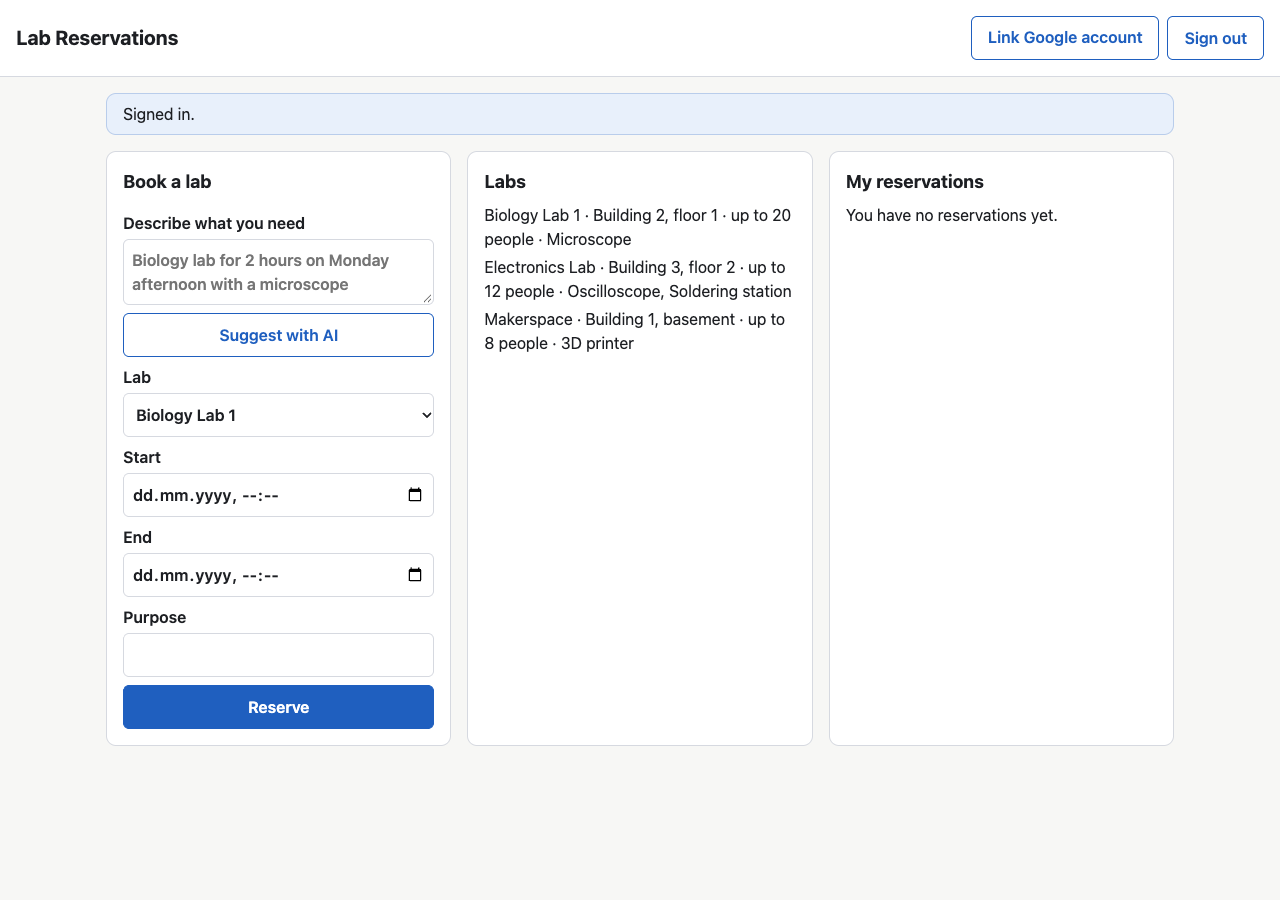 Lab Reservations
Link Google account
Sign out
Signed in.
Book a lab
Describe what you need
Biology lab for 2 hours on Monday
afternoon with a microscope
Suggest with AI
Lab
Biology Lab 1
Start
dd.mm.yyyy, --:--
End
dd.mm.yyyy, --:--
Purpose
Reserve
Labs
Biology Lab 1 · Building 2, floor 1 · up to 20
people · Microscope
Electronics Lab · Building 3, floor 2 · up to
12 people · Oscilloscope, Soldering station
Makerspace · Building 1, basement · up to
8 people · 3D printer
My reservations
You have no reservations yet.